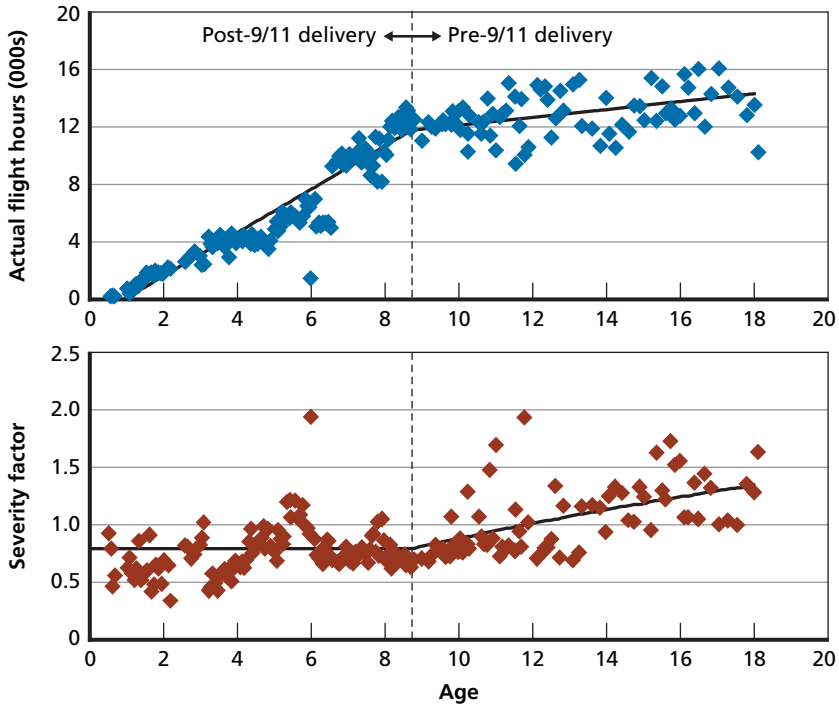 Actual flight hours (000s)
20
16
12
8
4
0
Post-9/11 delivery
Pre-9/11 delivery
0 2 4 6 8 10 12 14 16 18 20
Severity factor
2.5
2.0
1.5
1.0
0.5
0
0 2 4 6 8 10 12 14 16 18 20
Age